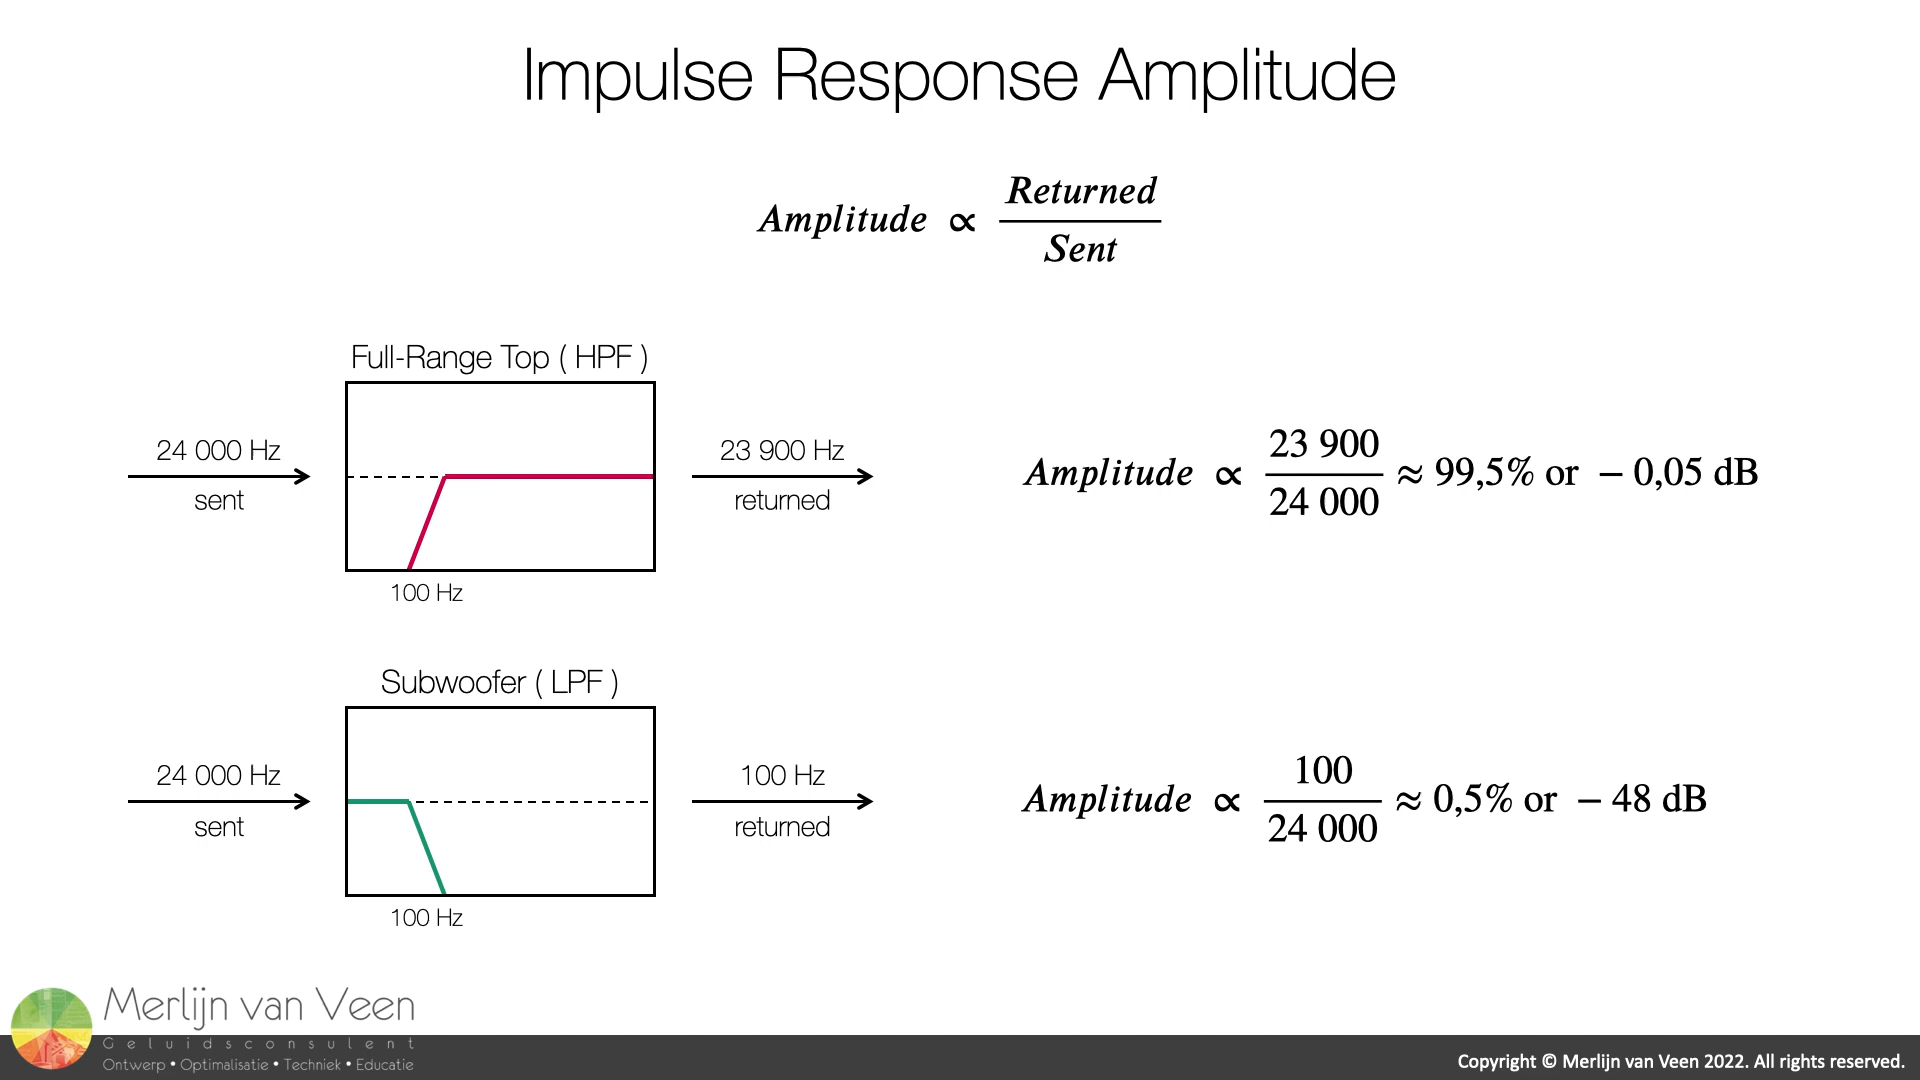 Impulse Response Amplitude
Amplitude ∝ Returned / Sent
Full-Range Top ( HPF )
24 000 Hz
sent
23 900 Hz
returned
100 Hz
Amplitude ∝ 23 900 / 24 000 ≈ 99,5% or − 0,05 dB
Subwoofer ( LPF )
24 000 Hz
sent
100 Hz
returned
100 Hz
Amplitude ∝ 100 / 24 000 ≈ 0,5% or − 48 dB
Merlijn van Veen
Geluidsconsulent
Ontwerp • Optimalisatie • Techniek • Educatie
Copyright © Merlijn van Veen 2022. All rights reserved.